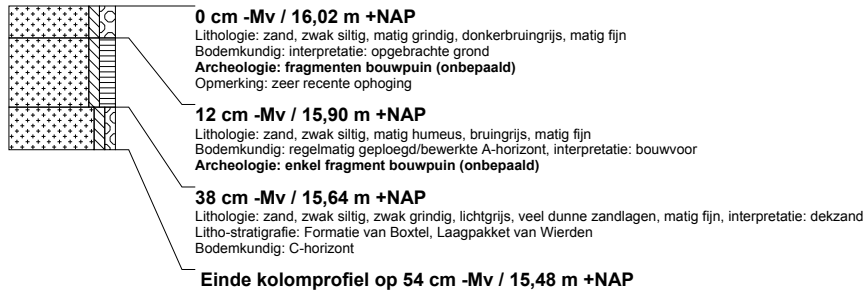 0 cm -Mv / 16,02 m +NAP
Lithologie: zand, zwak siltig, matig grindig, donkerbruingrijs, matig fijn
Bodemkundig: interpretatie: opgebrachte grond
Archeologie: fragmenten bouwpuin (onbepaald)
Opmerking: zeer recente ophoging
12 cm -Mv / 15,90 m +NAP
Lithologie: zand, zwak siltig, matig humeus, bruingrijs, matig fijn
Bodemkundig: regelmatig geploegd/bewerkte A-horizont, interpretatie: bouwvoor
Archeologie: enkel fragment bouwpuin (onbepaald)
38 cm -Mv / 15,64 m +NAP
Lithologie: zand, zwak siltig, zwak grindig, lichtgrijs, veel dunne zandlagen, matig fijn, interpretatie: dekzand
Litho-stratigrafie: Formatie van Boxtel, Laagpakket van Wierden
Bodemkundig: C-horizont
Einde kolomprofiel op 54 cm -Mv / 15,48 m +NAP